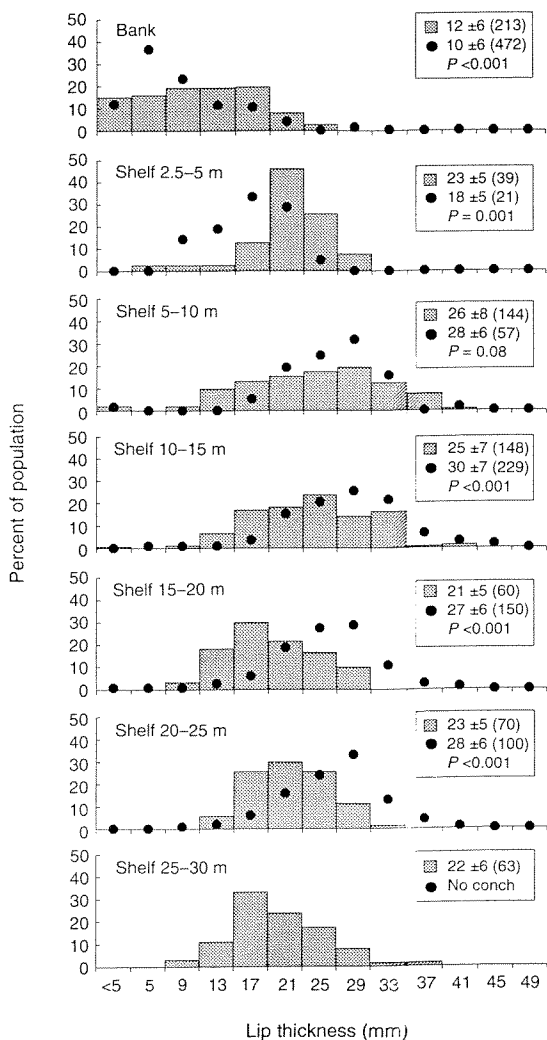 Percent of population
50
40
30
20
10
0
Bank
12 ±6 (213)
10 ±6 (472)
P <0.001
50
40
30
20
10
0
Shelf 2.5–5 m
23 ±5 (39)
18 ±5 (21)
P = 0.001
50
40
30
20
10
0
Shelf 5–10 m
26 ±8 (144)
28 ±6 (57)
P = 0.08
50
40
30
20
10
0
Shelf 10–15 m
25 ±7 (148)
30 ±7 (229)
P <0.001
50
40
30
20
10
0
Shelf 15–20 m
21 ±5 (60)
27 ±6 (150)
P <0.001
50
40
30
20
10
0
Shelf 20–25 m
23 ±5 (70)
28 ±6 (100)
P <0.001
50
40
30
20
10
0
Shelf 25–30 m
22 ±6 (63)
No conch
<5 5 9 13 17 21 25 29 33 37 41 45 49
Lip thickness (mm)